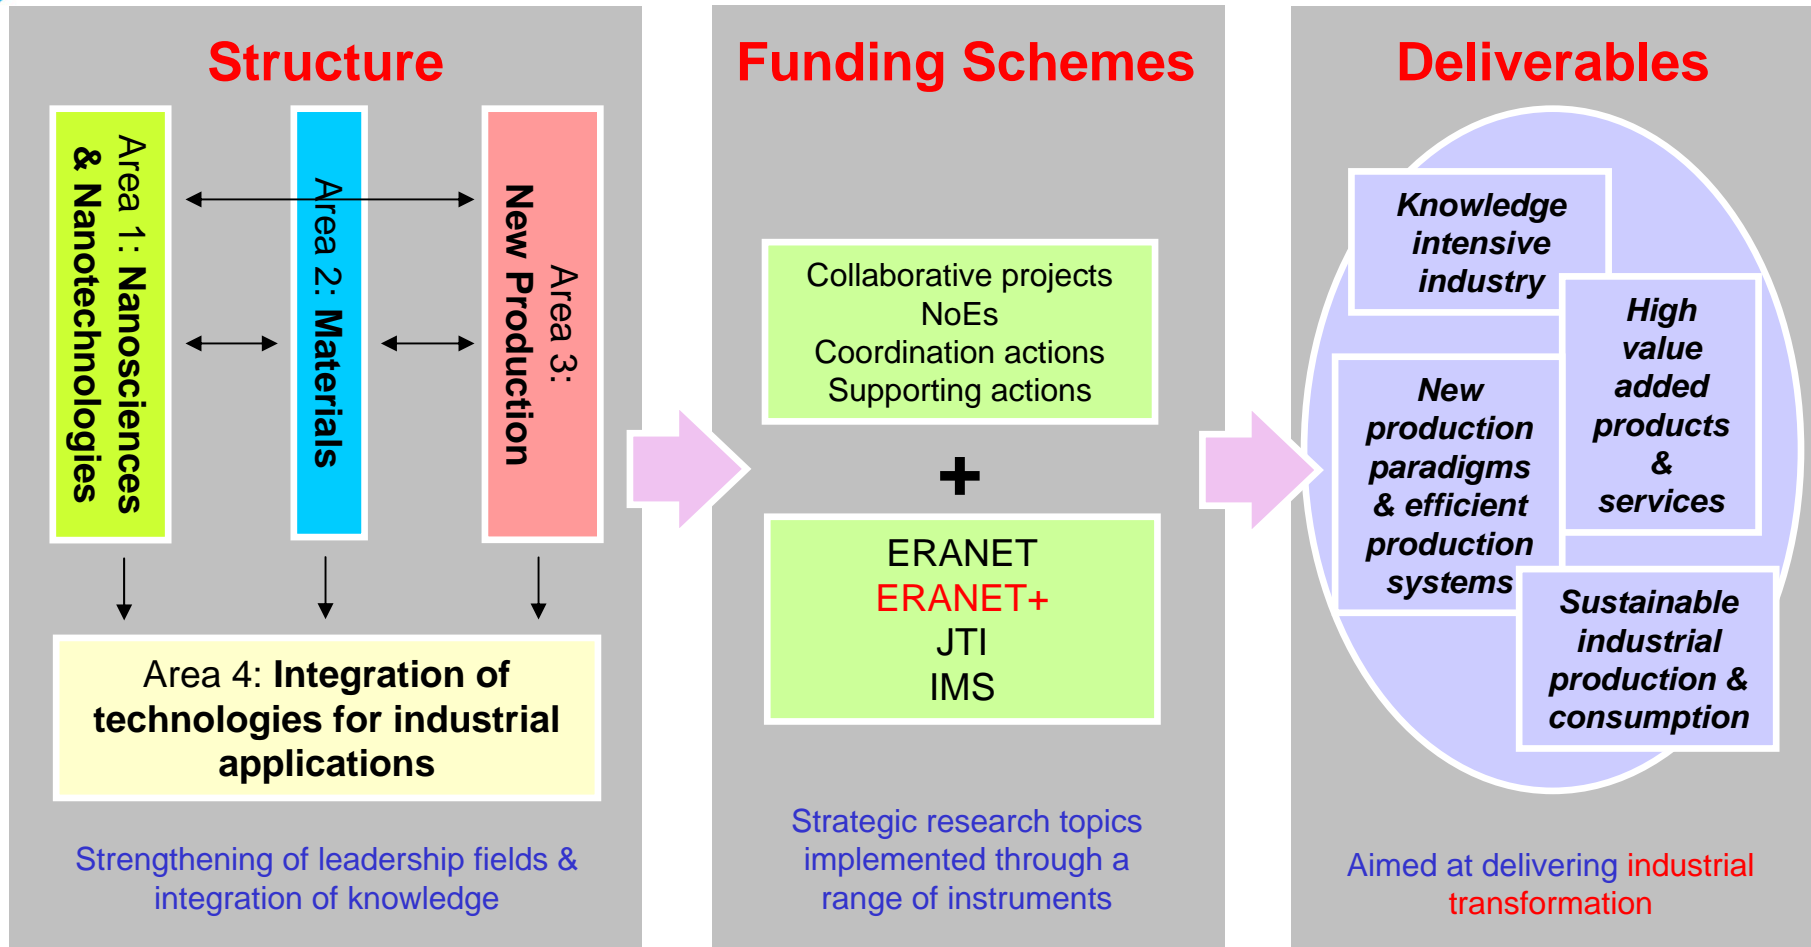 Structure
Area 1: Nanosciences
& Nanotechnologies
Area 2: Materials
Area 3:
New Production
Area 4: Integration of
technologies for industrial
applications
Strengthening of leadership fields &
integration of knowledge
Funding Schemes
Collaborative projects
NoEs
Coordination actions
Supporting actions
+
ERANET
ERANET+
JTI
IMS
Strategic research topics
implemented through a
range of instruments
Deliverables
Knowledge
intensive
industry
High
value
added
products
&
services
New
production
paradigms
& efficient
production
systems
Sustainable
industrial
production &
consumption
Aimed at delivering industrial
transformation